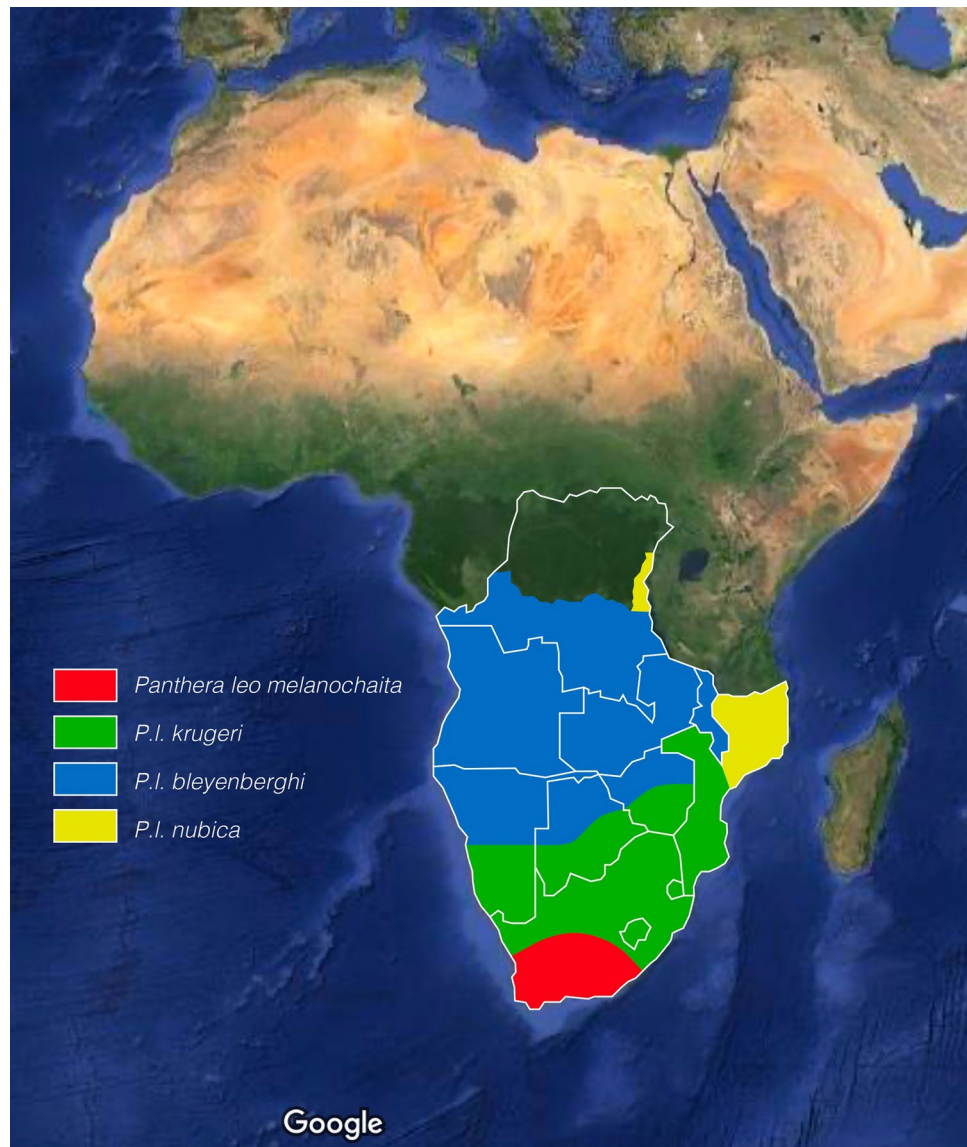 Panthera leo melanochaita
P.l. krugeri
P.l. bleyenberghi
P.l. nubica
Google